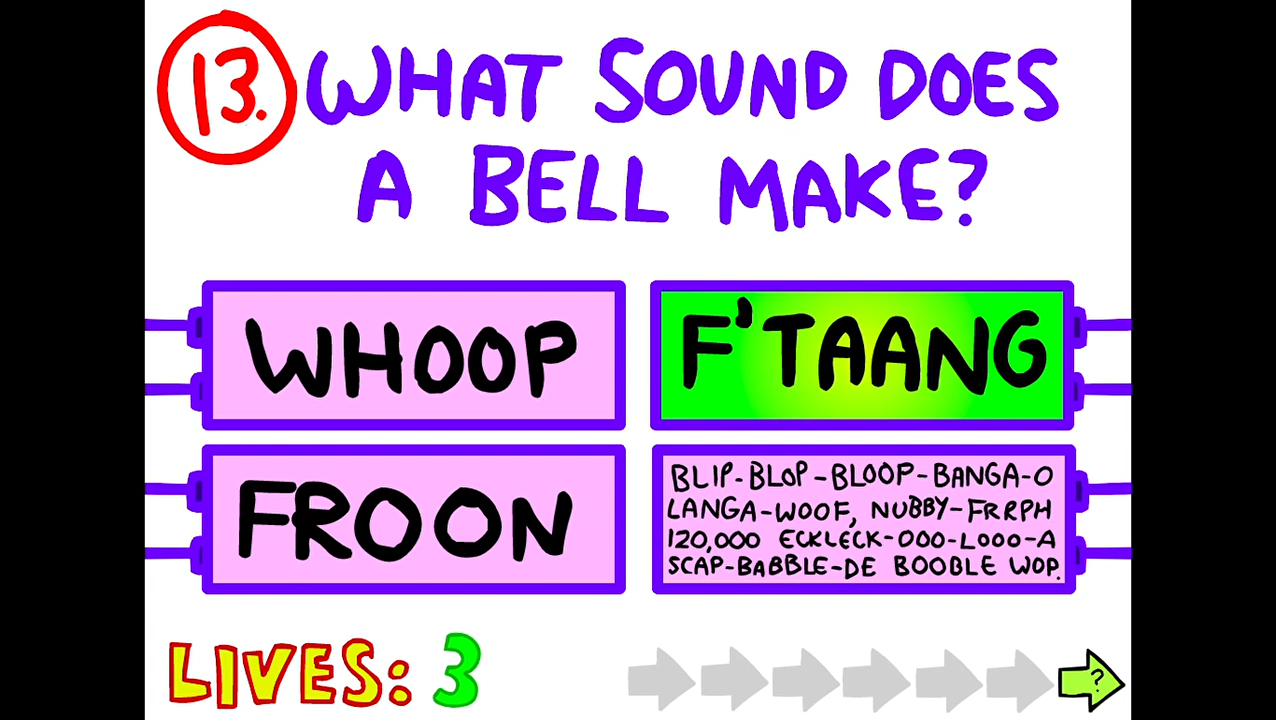 13. WHAT SOUND DOES
A BELL MAKE?
WHOOP
F'TAANG
FROON
BLIP-BLOP-BLOOP-BANGA-O
LANGA-WOOF, NUBBY-FRRPH
120,000 ECKLECK-OOO-LOOO-A
SCAP-BABBLE-DE BOOBLE WOP.
LIVES: 3
?